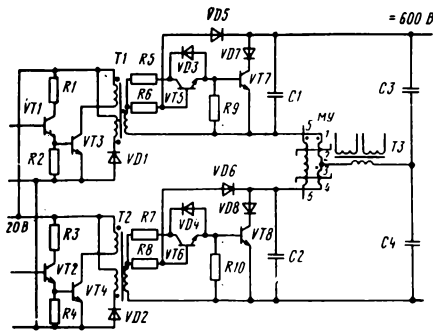 VD5
= 600 В
T1
R5
VD3
VD7
R1
R6
VT7
VT1
VT5
C1
C3
R9
5
МУ
VT3
1
R2
VD1
2
T3
3
4
5
VD6
20 В
T2
R7
VD4
VD8
R3
R8
VT8
VT2
VT6
C2
C4
R10
VT4
R4
VD2